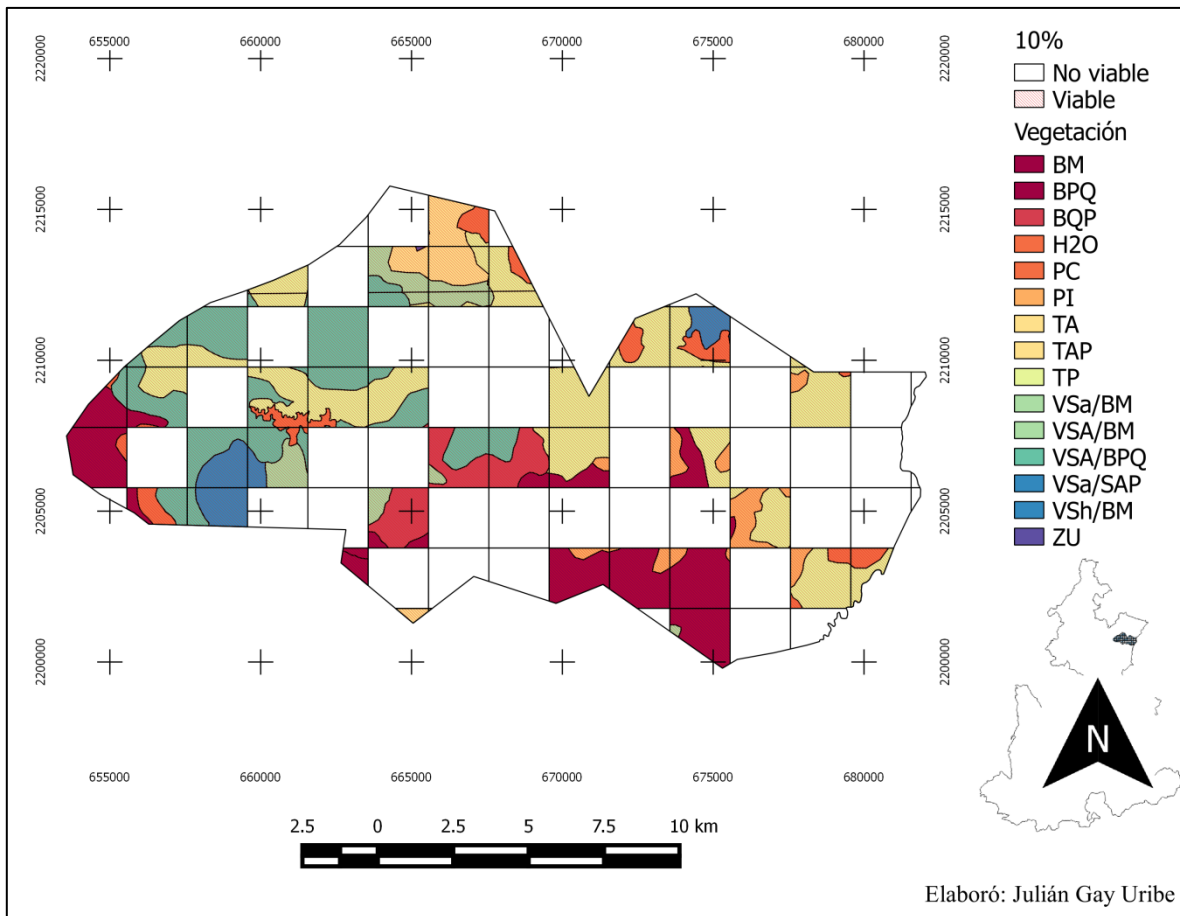 655000 660000 665000 670000 675000 680000
2220000 2220000
2215000 2215000
2210000 2210000
2205000 2205000
2200000 2200000
655000 660000 665000 670000 675000 680000
2.5 0 2.5 5 7.5 10 km
10%
No viable
Viable
Vegetación
BM
BPQ
BQP
H2O
PC
PI
TA
TAP
TP
VSa/BM
VSA/BM
VSA/BPQ
VSa/SAP
VSh/BM
ZU
N
Elaboró: Julián Gay Uribe